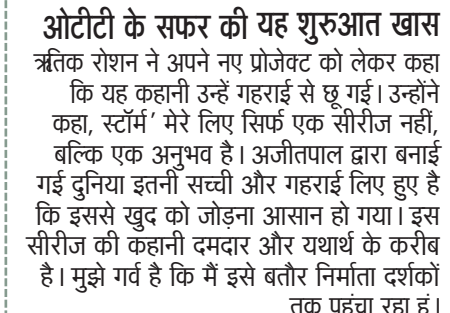 ओटीटी के सफर की यह शुरुआत खास
ऋतिक रोशन ने अपने नए प्रोजेक्ट को लेकर कहा
कि यह कहानी उन्हें गहराई से छू गई। उन्होंने
कहा, स्टॉर्म’ मेरे लिए सिर्फ एक सीरीज नहीं,
बल्कि एक अनुभव है। अजीतपाल द्वारा बनाई
गई दुनिया इतनी सच्ची और गहराई लिए हुए है
कि इससे खुद को जोड़ना आसान हो गया। इस
सीरीज की कहानी दमदार और यथार्थ के करीब
है। मुझे गर्व है कि मैं इसे बतौर निर्माता दर्शकों
तक पहुंचा रहा हूं।